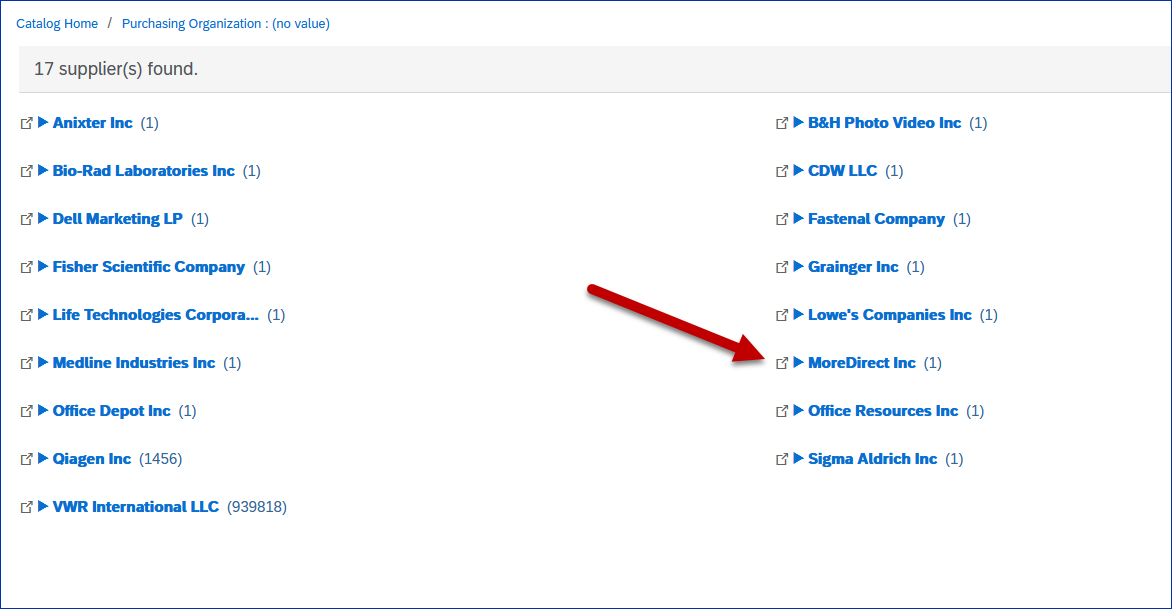 Catalog Home / Purchasing Organization : (no value)
17 supplier(s) found.
Anixter Inc (1)
B&H Photo Video Inc (1)
Bio-Rad Laboratories Inc (1)
CDW LLC (1)
Dell Marketing LP (1)
Fastenal Company (1)
Fisher Scientific Company (1)
Grainger Inc (1)
Life Technologies Corpora... (1)
Lowe's Companies Inc (1)
Medline Industries Inc (1)
MoreDirect Inc (1)
Office Depot Inc (1)
Office Resources Inc (1)
Qiagen Inc (1456)
Sigma Aldrich Inc (1)
VWR International LLC (939818)